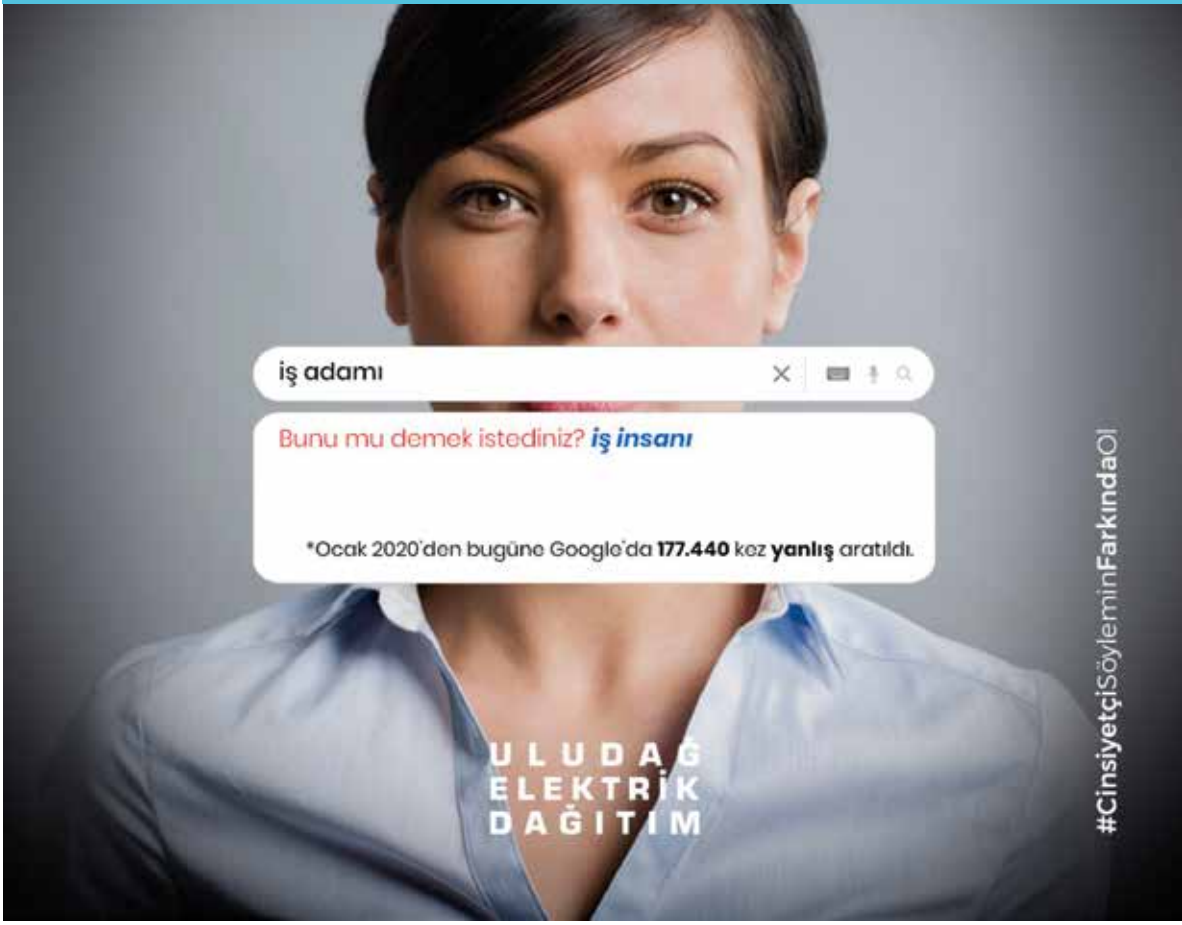 iş adamı
Bunu mu demek istediniz? iş insanı
*Ocak 2020'den bugüne Google'da 177.440 kez yanlış aratıldı.
#CinsiyetçiSöyleminFarkındaOl
ULUDAĞ
ELEKTRİK
DAĞITIM